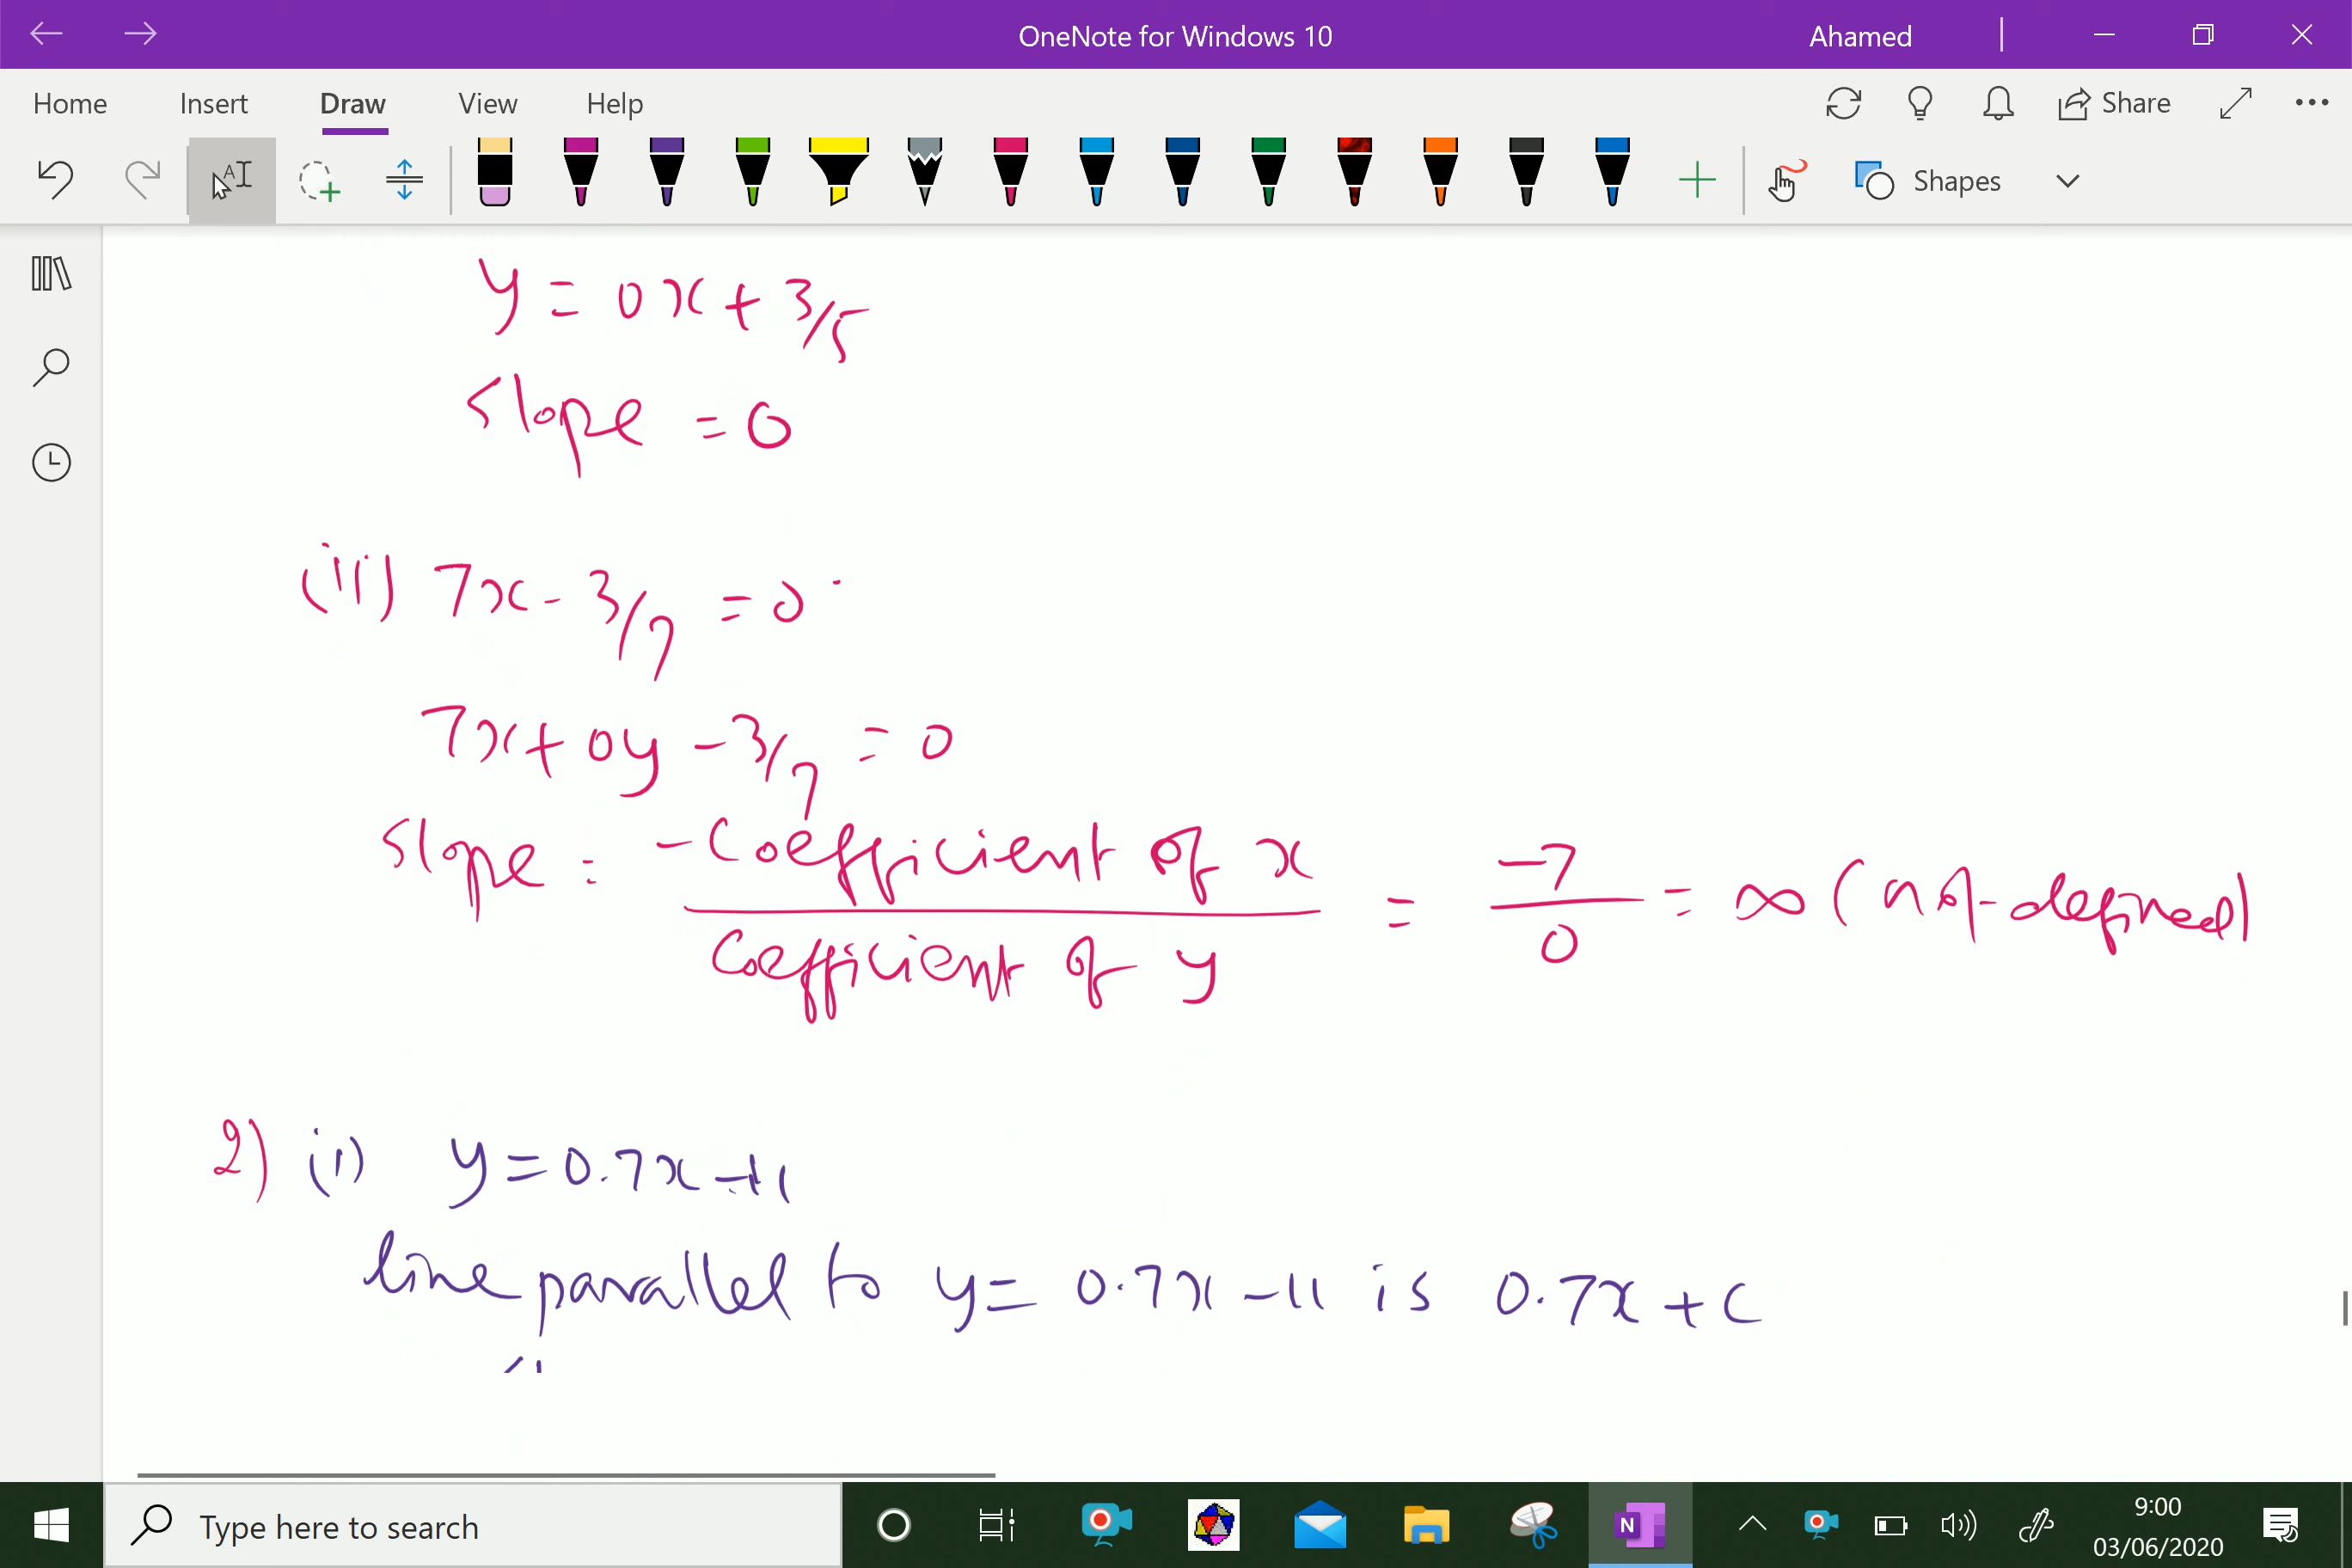 OneNote for Windows 10
Ahamed
Home Insert Draw View Help
Share
Shapes
y = 0x + 3/5
slope = 0
(ii) 7x - 3/7 = 0
7x + 0y - 3/7 = 0
slope = -Coefficient of x / Coefficient of y = -7/0 = ∞ (not-defined)
2) (i) y = 0.7x - 11
line parallel to y = 0.7x - 11 is 0.7x + c
Type here to search
9:00
03/06/2020